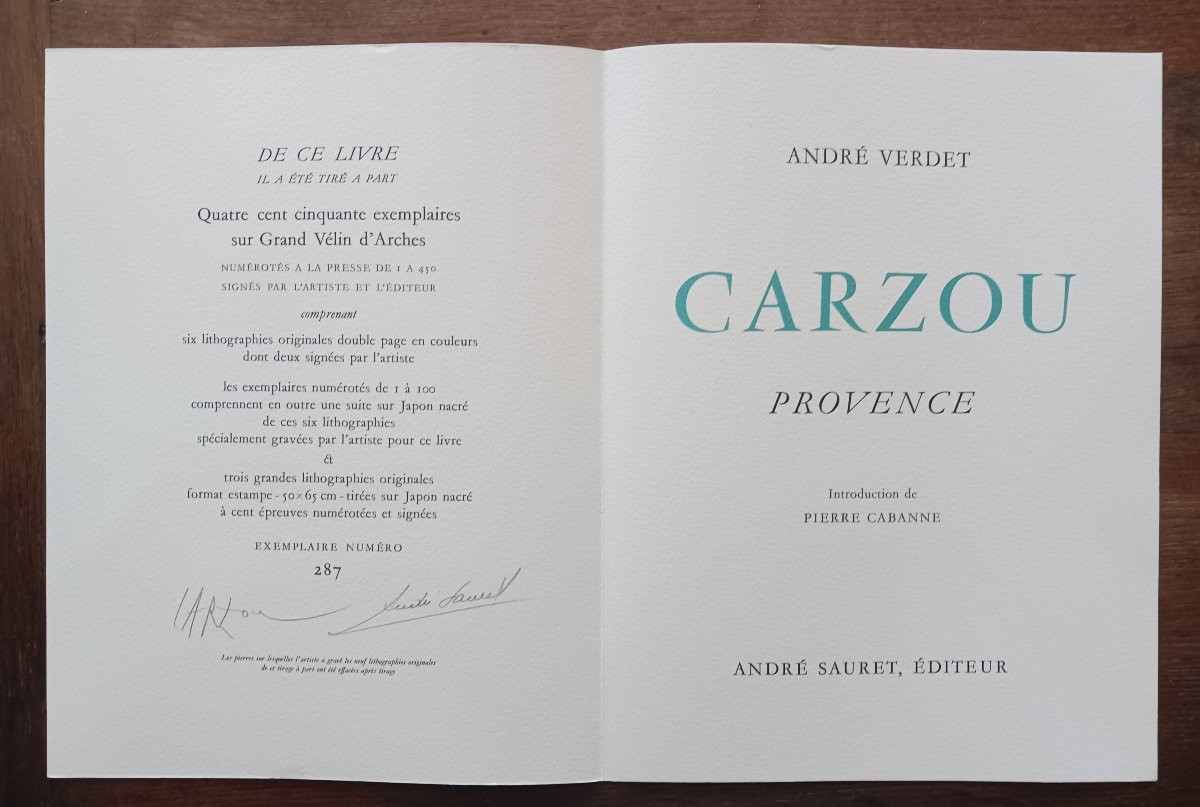 DE CE LIVRE
IL A ÉTÉ TIRÉ A PART
Quatre cent cinquante exemplaires
sur Grand Vélin d'Arches
NUMÉROTÉS A LA PRESSE DE 1 A 450
SIGNÉS PAR L'ARTISTE ET L'ÉDITEUR
comprenant
six lithographies originales double page en couleurs
dont deux signées par l'artiste
les exemplaires numérotés de 1 à 100
comprennent en outre une suite sur Japon nacré
de ces six lithographies
spécialement gravées par l'artiste pour ce livre
&
trois grandes lithographies originales
format estampe - 50×65 cm - tirées sur Japon nacré
à cent épreuves numérotées et signées
EXEMPLAIRE NUMÉRO
287
CARZOU André Sauret
Les pierres sur lesquelles l'artiste a gravé les neuf lithographies originales
de ce tirage à part ont été effacées après tirage
ANDRÉ VERDET
CARZOU
PROVENCE
Introduction de
PIERRE CABANNE
ANDRÉ SAURET, ÉDITEUR